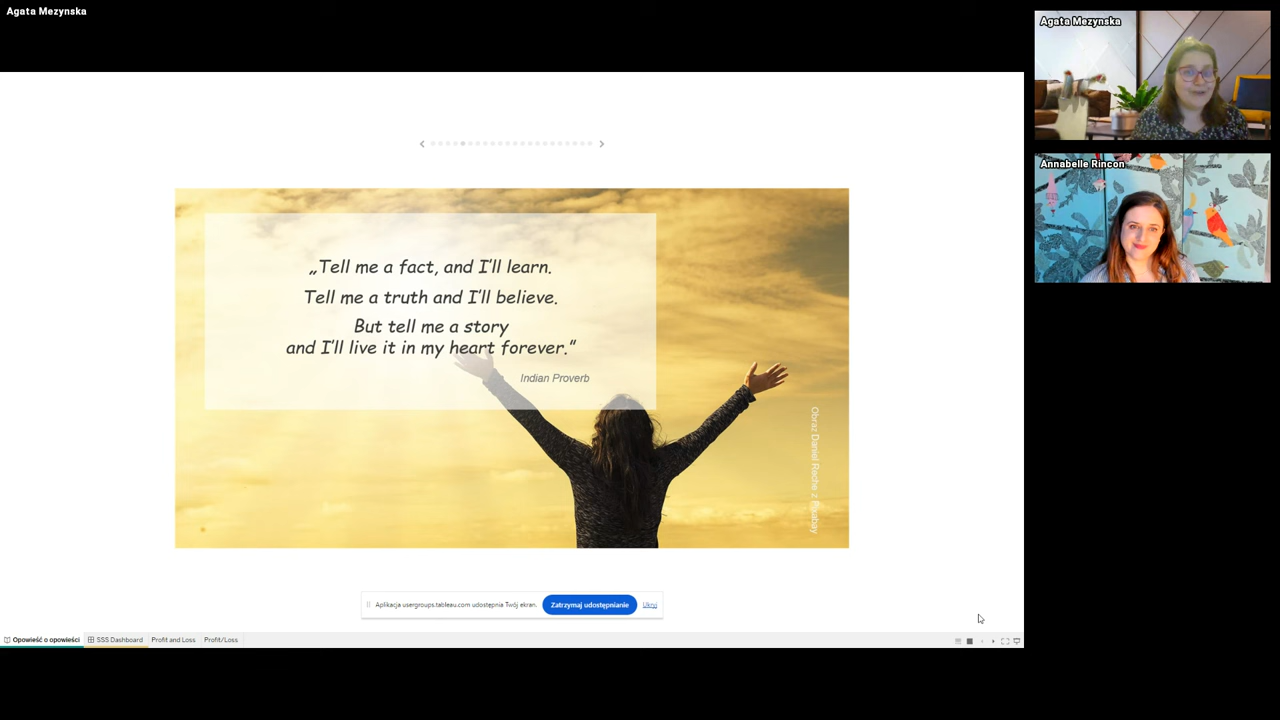 Agata Mezynska
Agata Mezynska
Annabelle Rincon
„Tell me a fact, and I'll learn.
Tell me a truth and I'll believe.
But tell me a story
and I'll live it in my heart forever."
Indian Proverb
Obraz Daniel Reche z Pixabay
Aplikacja usergroups.tableau.com udostępnia Twój ekran.
Zatrzymaj udostępnianie
Ukryj
Opowieść o opowieści
SSS Dashboard
Profit and Loss
Profit/Loss